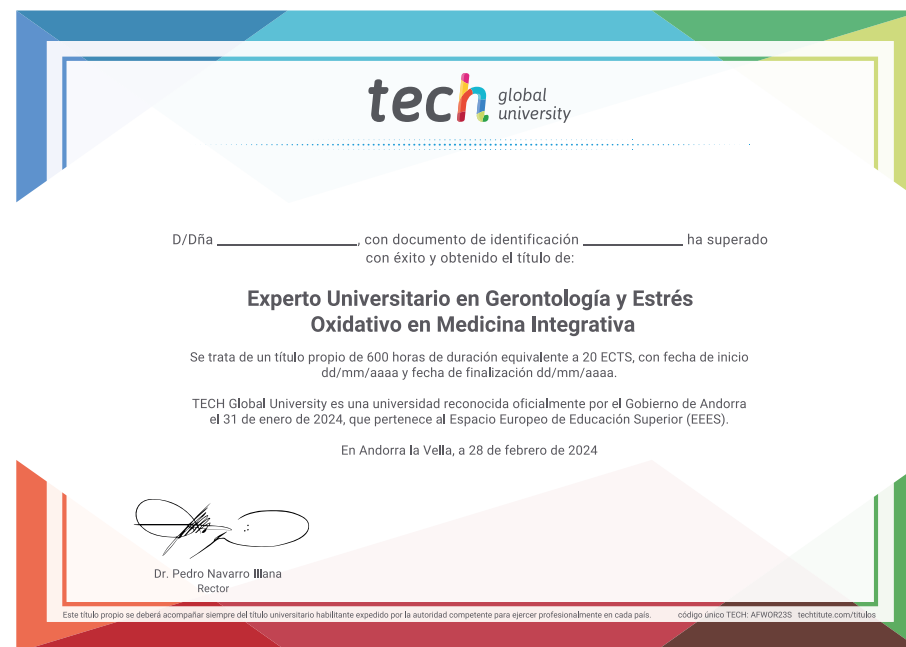 tech global university
D/Dña ____________________, con documento de identificación ______________ ha superado
con éxito y obtenido el título de:
Experto Universitario en Gerontología y Estrés
Oxidativo en Medicina Integrativa
Se trata de un título propio de 600 horas de duración equivalente a 20 ECTS, con fecha de inicio
dd/mm/aaaa y fecha de finalización dd/mm/aaaa.
TECH Global University es una universidad reconocida oficialmente por el Gobierno de Andorra
el 31 de enero de 2024, que pertenece al Espacio Europeo de Educación Superior (EEES).
En Andorra la Vella, a 28 de febrero de 2024
Dr. Pedro Navarro Illana
Rector
Este título propio se deberá acompañar siempre del título universitario habilitante expedido por la autoridad competente para ejercer profesionalmente en cada país. código único TECH: AFWOR23S techtitute.com/titulos